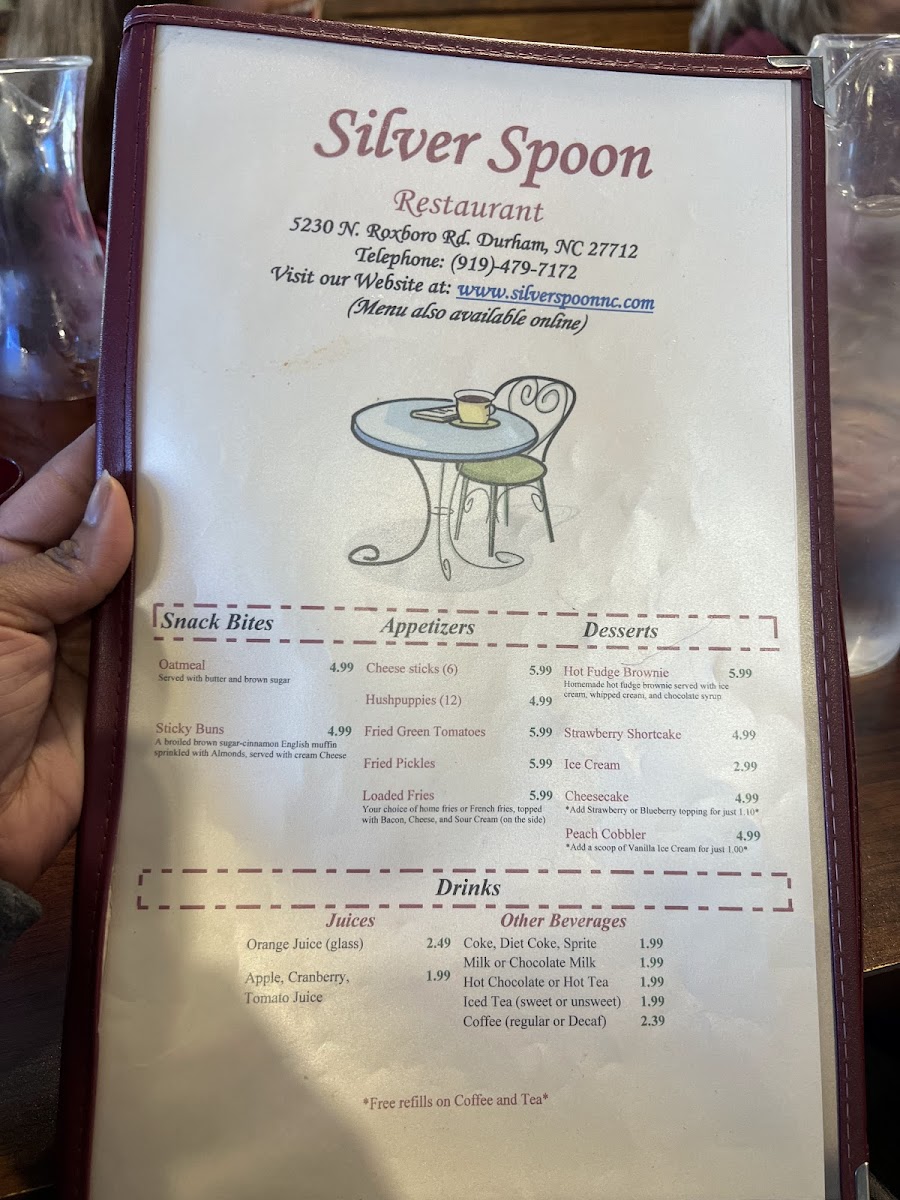 Silver Spoon
Restaurant
5230 N. Roxboro Rd. Durham, NC 27712
Telephone: (919)-479-7172
Visit our Website at: www.silverspoonnc.com
(Menu also available online)
Snack Bites
Oatmeal 4.99
Served with butter and brown sugar
Sticky Buns 4.99
A broiled brown sugar-cinnamon English muffin
sprinkled with Almonds, served with cream Cheese
Appetizers
Cheese sticks (6) 5.99
Hushpuppies (12) 4.99
Fried Green Tomatoes 5.99
Fried Pickles 5.99
Loaded Fries 5.99
Your choice of home fries or French fries, topped
with Bacon, Cheese, and Sour Cream (on the side)
Desserts
Hot Fudge Brownie 5.99
Homemade hot fudge brownie served with ice
cream, whipped cream, and chocolate syrup
Strawberry Shortcake 4.99
Ice Cream 2.99
Cheesecake 4.99
*Add Strawberry or Blueberry topping for just 1.10*
Peach Cobbler 4.99
*Add a scoop of Vanilla Ice Cream for just 1.00*
Drinks
Juices
Orange Juice (glass) 2.49
Apple, Cranberry, 1.99
Tomato Juice
Other Beverages
Coke, Diet Coke, Sprite 1.99
Milk or Chocolate Milk 1.99
Hot Chocolate or Hot Tea 1.99
Iced Tea (sweet or unsweet) 1.99
Coffee (regular or Decaf) 2.39
*Free refills on Coffee and Tea*